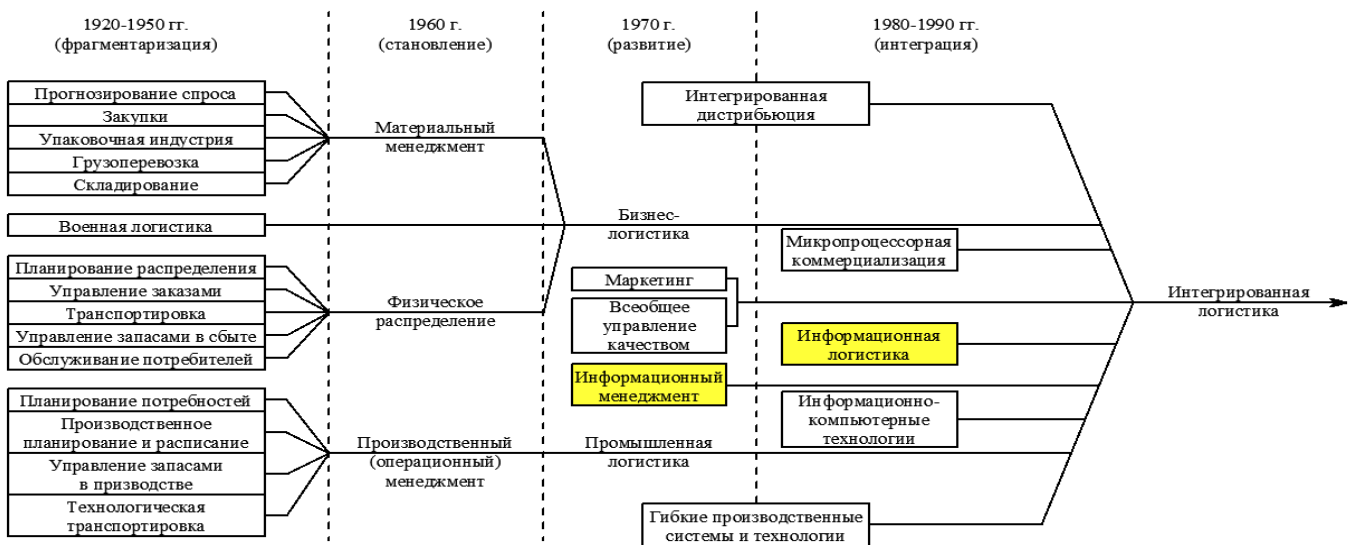 1920-1950 гг.
(фрагментаризация)
1960 г.
(становление)
1970 г.
(развитие)
1980-1990 гг.
(интеграция)
Прогнозирование спроса
Закупки
Упаковочная индустрия
Грузоперевозка
Складирование
Военная логистика
Планирование распределения
Управление заказами
Транспортировка
Управление запасами в сбыте
Обслуживание потребителей
Планирование потребностей
Производственное
планирование и расписание
Управление запасами
в призводстве
Технологическая
транспортировка
Материальный
менеджмент
Физическое
распределение
Производственный
(операционный)
менеджмент
Интегрированная
дистрибьюция
Бизнес-
логистика
Маркетинг
Всеобщее
управление
качеством
Информационный
менеджмент
Промышленная
логистика
Гибкие производственные
системы и технологии
Микропроцессорная
коммерциализация
Информационная
логистика
Информационно-
компьютерные
технологии
Интегрированная
логистика